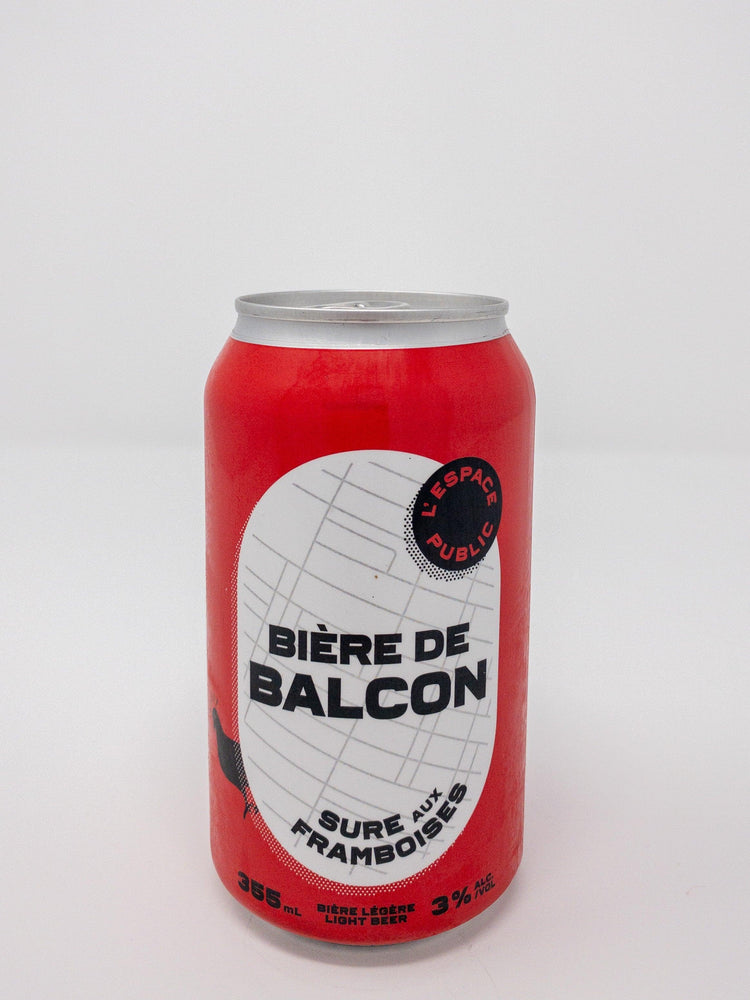 L'ESPACE
PUBLIC
BIÈRE DE
BALCON
SURE AUX
FRAMBOISES
355 mL
BIÈRE LÉGÈRE
LIGHT BEER
3% ALC.
/VOL